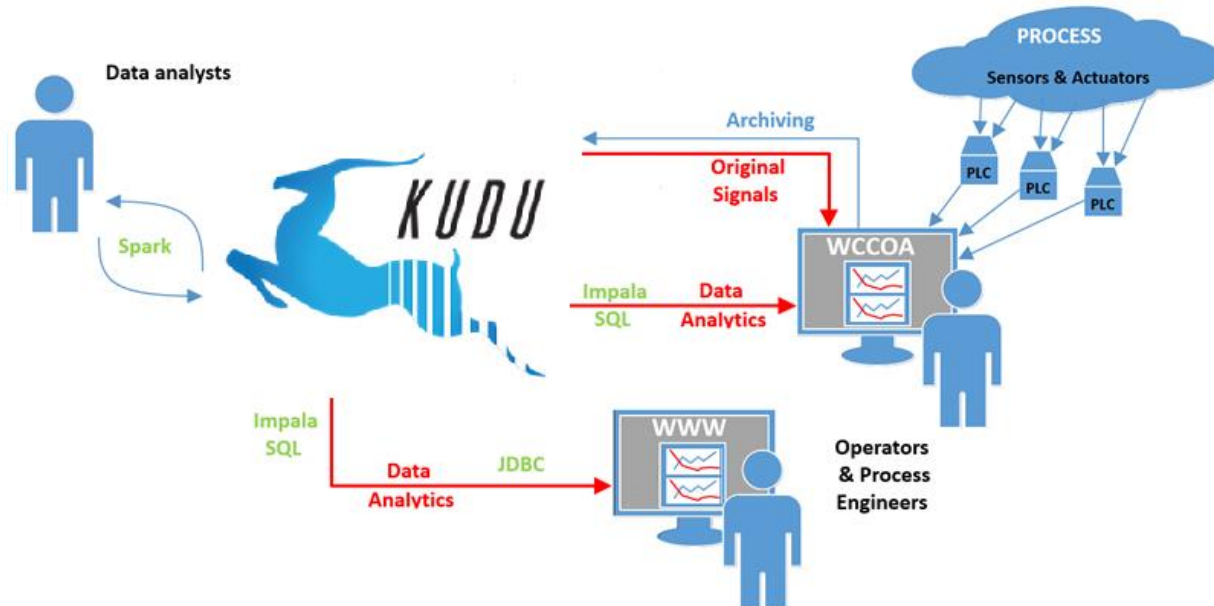 PROCESS
Sensors & Actuators
Data analysts
PLC
PLC
PLC
Archiving
Original
Signals
KUDU
Spark
WCCOA
Impala
SQL
Data
Analytics
Impala
SQL
Data
Analytics
JDBC
WWW
Operators
& Process
Engineers